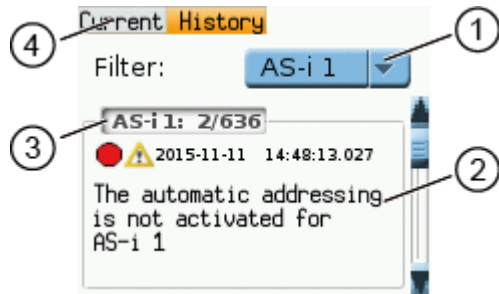 Current History
4
1
Filter: AS-i 1
AS-i 1: 2/636
3
2015-11-11 14:48:13.027
2
The automatic addressing
is not activated for
AS-i 1